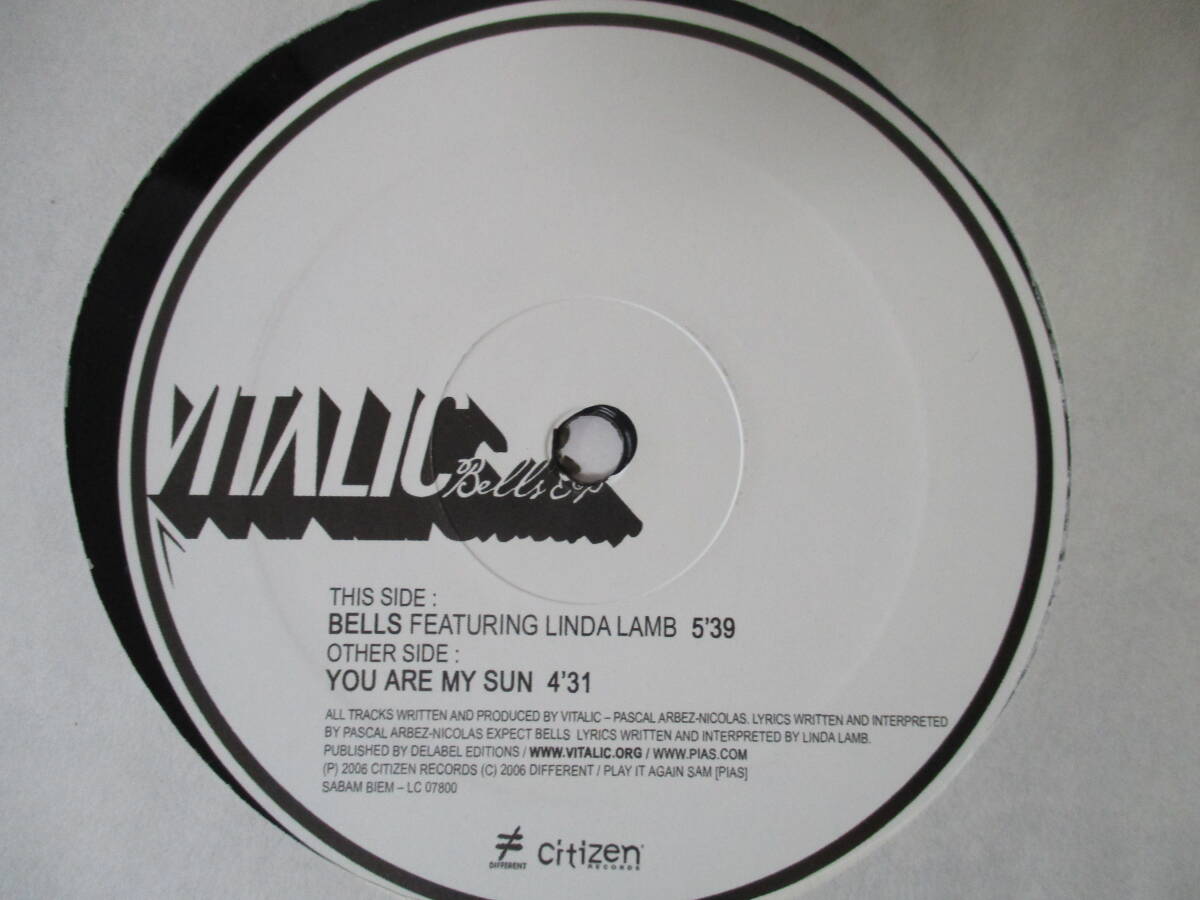 VITALIC
Bells EP
THIS SIDE :
BELLS FEATURING LINDA LAMB 5'39
OTHER SIDE :
YOU ARE MY SUN 4'31
ALL TRACKS WRITTEN AND PRODUCED BY VITALIC – PASCAL ARBEZ-NICOLAS. LYRICS WRITTEN AND INTERPRETED
BY PASCAL ARBEZ-NICOLAS EXPECT BELLS LYRICS WRITTEN AND INTERPRETED BY LINDA LAMB.
PUBLISHED BY DELABEL EDITIONS / WWW.VITALIC.ORG / WWW.PIAS.COM
(P) 2006 CITIZEN RECORDS (C) 2006 DIFFERENT / PLAY IT AGAIN SAM [PIAS]
SABAM BIEM – LC 07800
≠ DIFFERENT
citizen
RECORDS